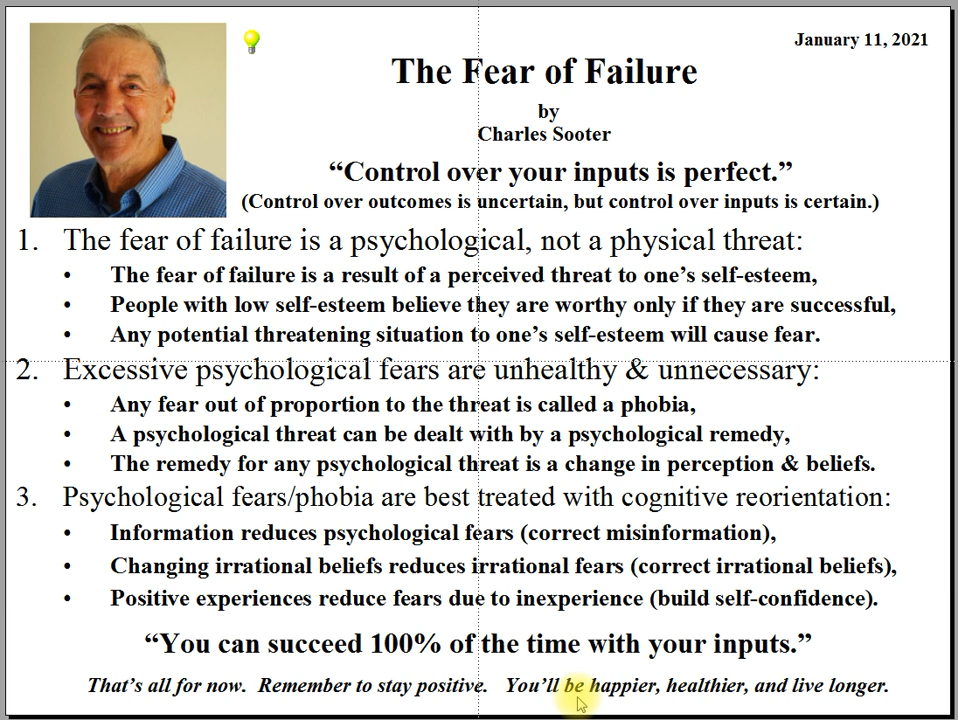 January 11, 2021
The Fear of Failure
by
Charles Sooter
“Control over your inputs is perfect.”
(Control over outcomes is uncertain, but control over inputs is certain.)
1. The fear of failure is a psychological, not a physical threat:
• The fear of failure is a result of a perceived threat to one’s self-esteem,
• People with low self-esteem believe they are worthy only if they are successful,
• Any potential threatening situation to one’s self-esteem will cause fear.
2. Excessive psychological fears are unhealthy & unnecessary:
• Any fear out of proportion to the threat is called a phobia,
• A psychological threat can be dealt with by a psychological remedy,
• The remedy for any psychological threat is a change in perception & beliefs.
3. Psychological fears/phobia are best treated with cognitive reorientation:
• Information reduces psychological fears (correct misinformation),
• Changing irrational beliefs reduces irrational fears (correct irrational beliefs),
• Positive experiences reduce fears due to inexperience (build self-confidence).
“You can succeed 100% of the time with your inputs.”
That’s all for now. Remember to stay positive. You’ll be happier, healthier, and live longer.